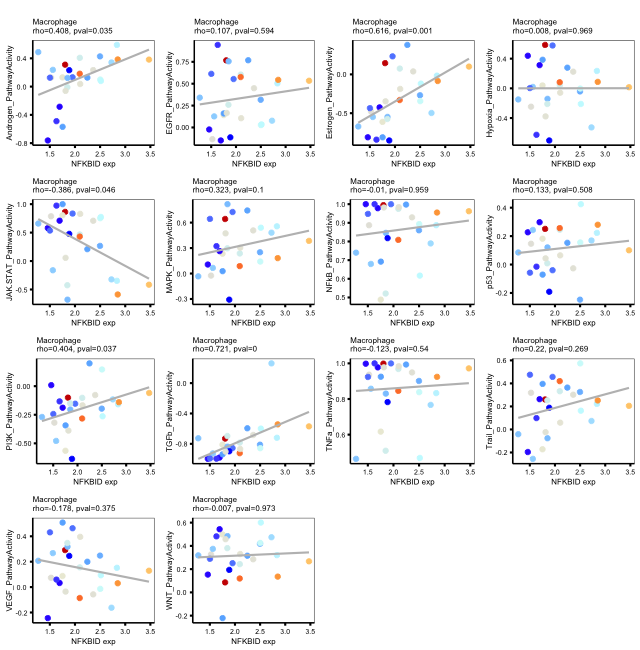 Macrophage
rho=0.408, pval=0.035
Androgen_PathwayActivity
0.4
0.0
-0.4
-0.8
1.5 2.0 2.5 3.0 3.5
NFKBID exp
Macrophage
rho=0.107, pval=0.594
EGFR_PathwayActivity
0.75
0.50
0.25
0.00
1.5 2.0 2.5 3.0 3.5
NFKBID exp
Macrophage
rho=0.616, pval=0.001
Estrogen_PathwayActivity
0.0
-0.5
1.5 2.0 2.5 3.0 3.5
NFKBID exp
Macrophage
rho=0.008, pval=0.969
Hypoxia_PathwayActivity
0.4
0.0
-0.4
1.5 2.0 2.5 3.0 3.5
NFKBID exp
Macrophage
rho=-0.386, pval=0.046
JAK.STAT_PathwayActivity
1.0
0.5
0.0
-0.5
1.5 2.0 2.5 3.0 3.5
NFKBID exp
Macrophage
rho=0.323, pval=0.1
MAPK_PathwayActivity
0.6
0.3
0.0
-0.3
1.5 2.0 2.5 3.0 3.5
NFKBID exp
Macrophage
rho=-0.01, pval=0.959
NFkB_PathwayActivity
1.0
0.9
0.8
0.7
0.6
0.5
1.5 2.0 2.5 3.0 3.5
NFKBID exp
Macrophage
rho=0.133, pval=0.508
p53_PathwayActivity
0.4
0.2
0.0
-0.2
1.5 2.0 2.5 3.0 3.5
NFKBID exp
Macrophage
rho=0.404, pval=0.037
PI3K_PathwayActivity
0.00
-0.25
-0.50
1.5 2.0 2.5 3.0 3.5
NFKBID exp
Macrophage
rho=0.721, pval=0
TGFb_PathwayActivity
0.0
-0.4
-0.8
1.5 2.0 2.5 3.0 3.5
NFKBID exp
Macrophage
rho=-0.123, pval=0.54
TNFa_PathwayActivity
1.0
0.8
0.6
1.5 2.0 2.5 3.0 3.5
NFKBID exp
Macrophage
rho=0.22, pval=0.269
Trail_PathwayActivity
0.6
0.4
0.2
0.0
-0.2
1.5 2.0 2.5 3.0 3.5
NFKBID exp
Macrophage
rho=-0.178, pval=0.375
VEGF_PathwayActivity
0.4
0.2
0.0
-0.2
1.5 2.0 2.5 3.0 3.5
NFKBID exp
Macrophage
rho=-0.007, pval=0.973
WNT_PathwayActivity
0.6
0.4
0.2
0.0
-0.2
1.5 2.0 2.5 3.0 3.5
NFKBID exp